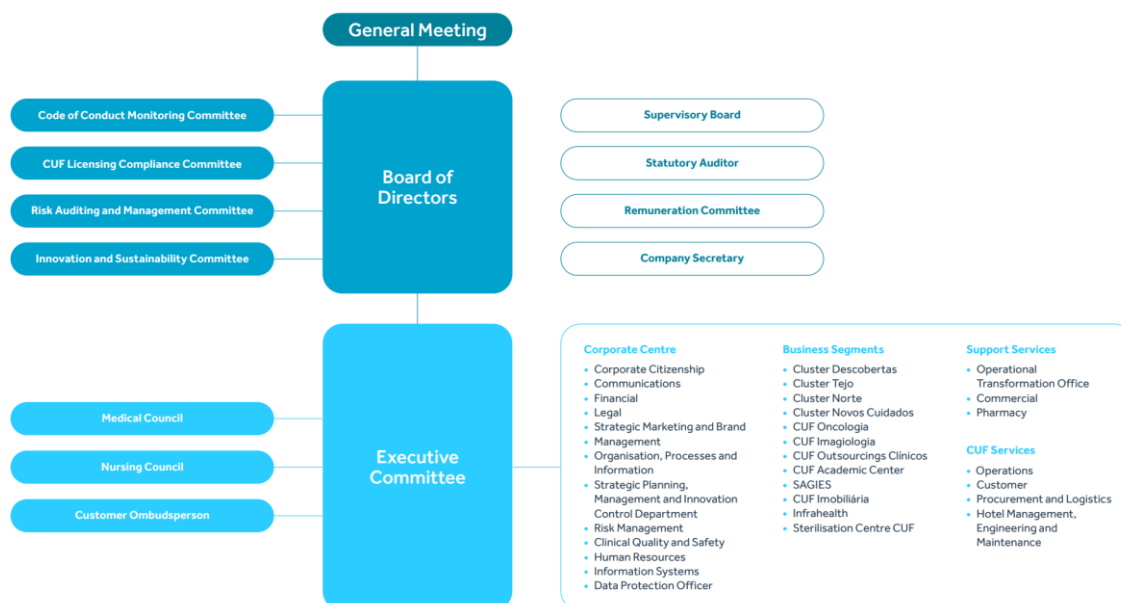 General Meeting
Code of Conduct Monitoring Committee
CUF Licensing Compliance Committee
Risk Auditing and Management Committee
Innovation and Sustainability Committee
Board of
Directors
Supervisory Board
Statutory Auditor
Remuneration Committee
Company Secretary
Medical Council
Nursing Council
Customer Ombudsperson
Executive
Committee
Corporate Centre
• Corporate Citizenship
• Communications
• Financial
• Legal
• Strategic Marketing and Brand
• Management
• Organisation, Processes and
Information
• Strategic Planning,
Management and Innovation
Control Department
• Risk Management
• Clinical Quality and Safety
• Human Resources
• Information Systems
• Data Protection Officer
Business Segments
• Cluster Descobertas
• Cluster Tejo
• Cluster Norte
• Cluster Novos Cuidados
• CUF Oncologia
• CUF Imagiologia
• CUF Outsourcings Clínicos
• CUF Academic Center
• SAGIES
• CUF Imobiliária
• Infrahealth
• Sterilisation Centre CUF
Support Services
• Operational
Transformation Office
• Commercial
• Pharmacy
CUF Services
• Operations
• Customer
• Procurement and Logistics
• Hotel Management,
Engineering and
Maintenance